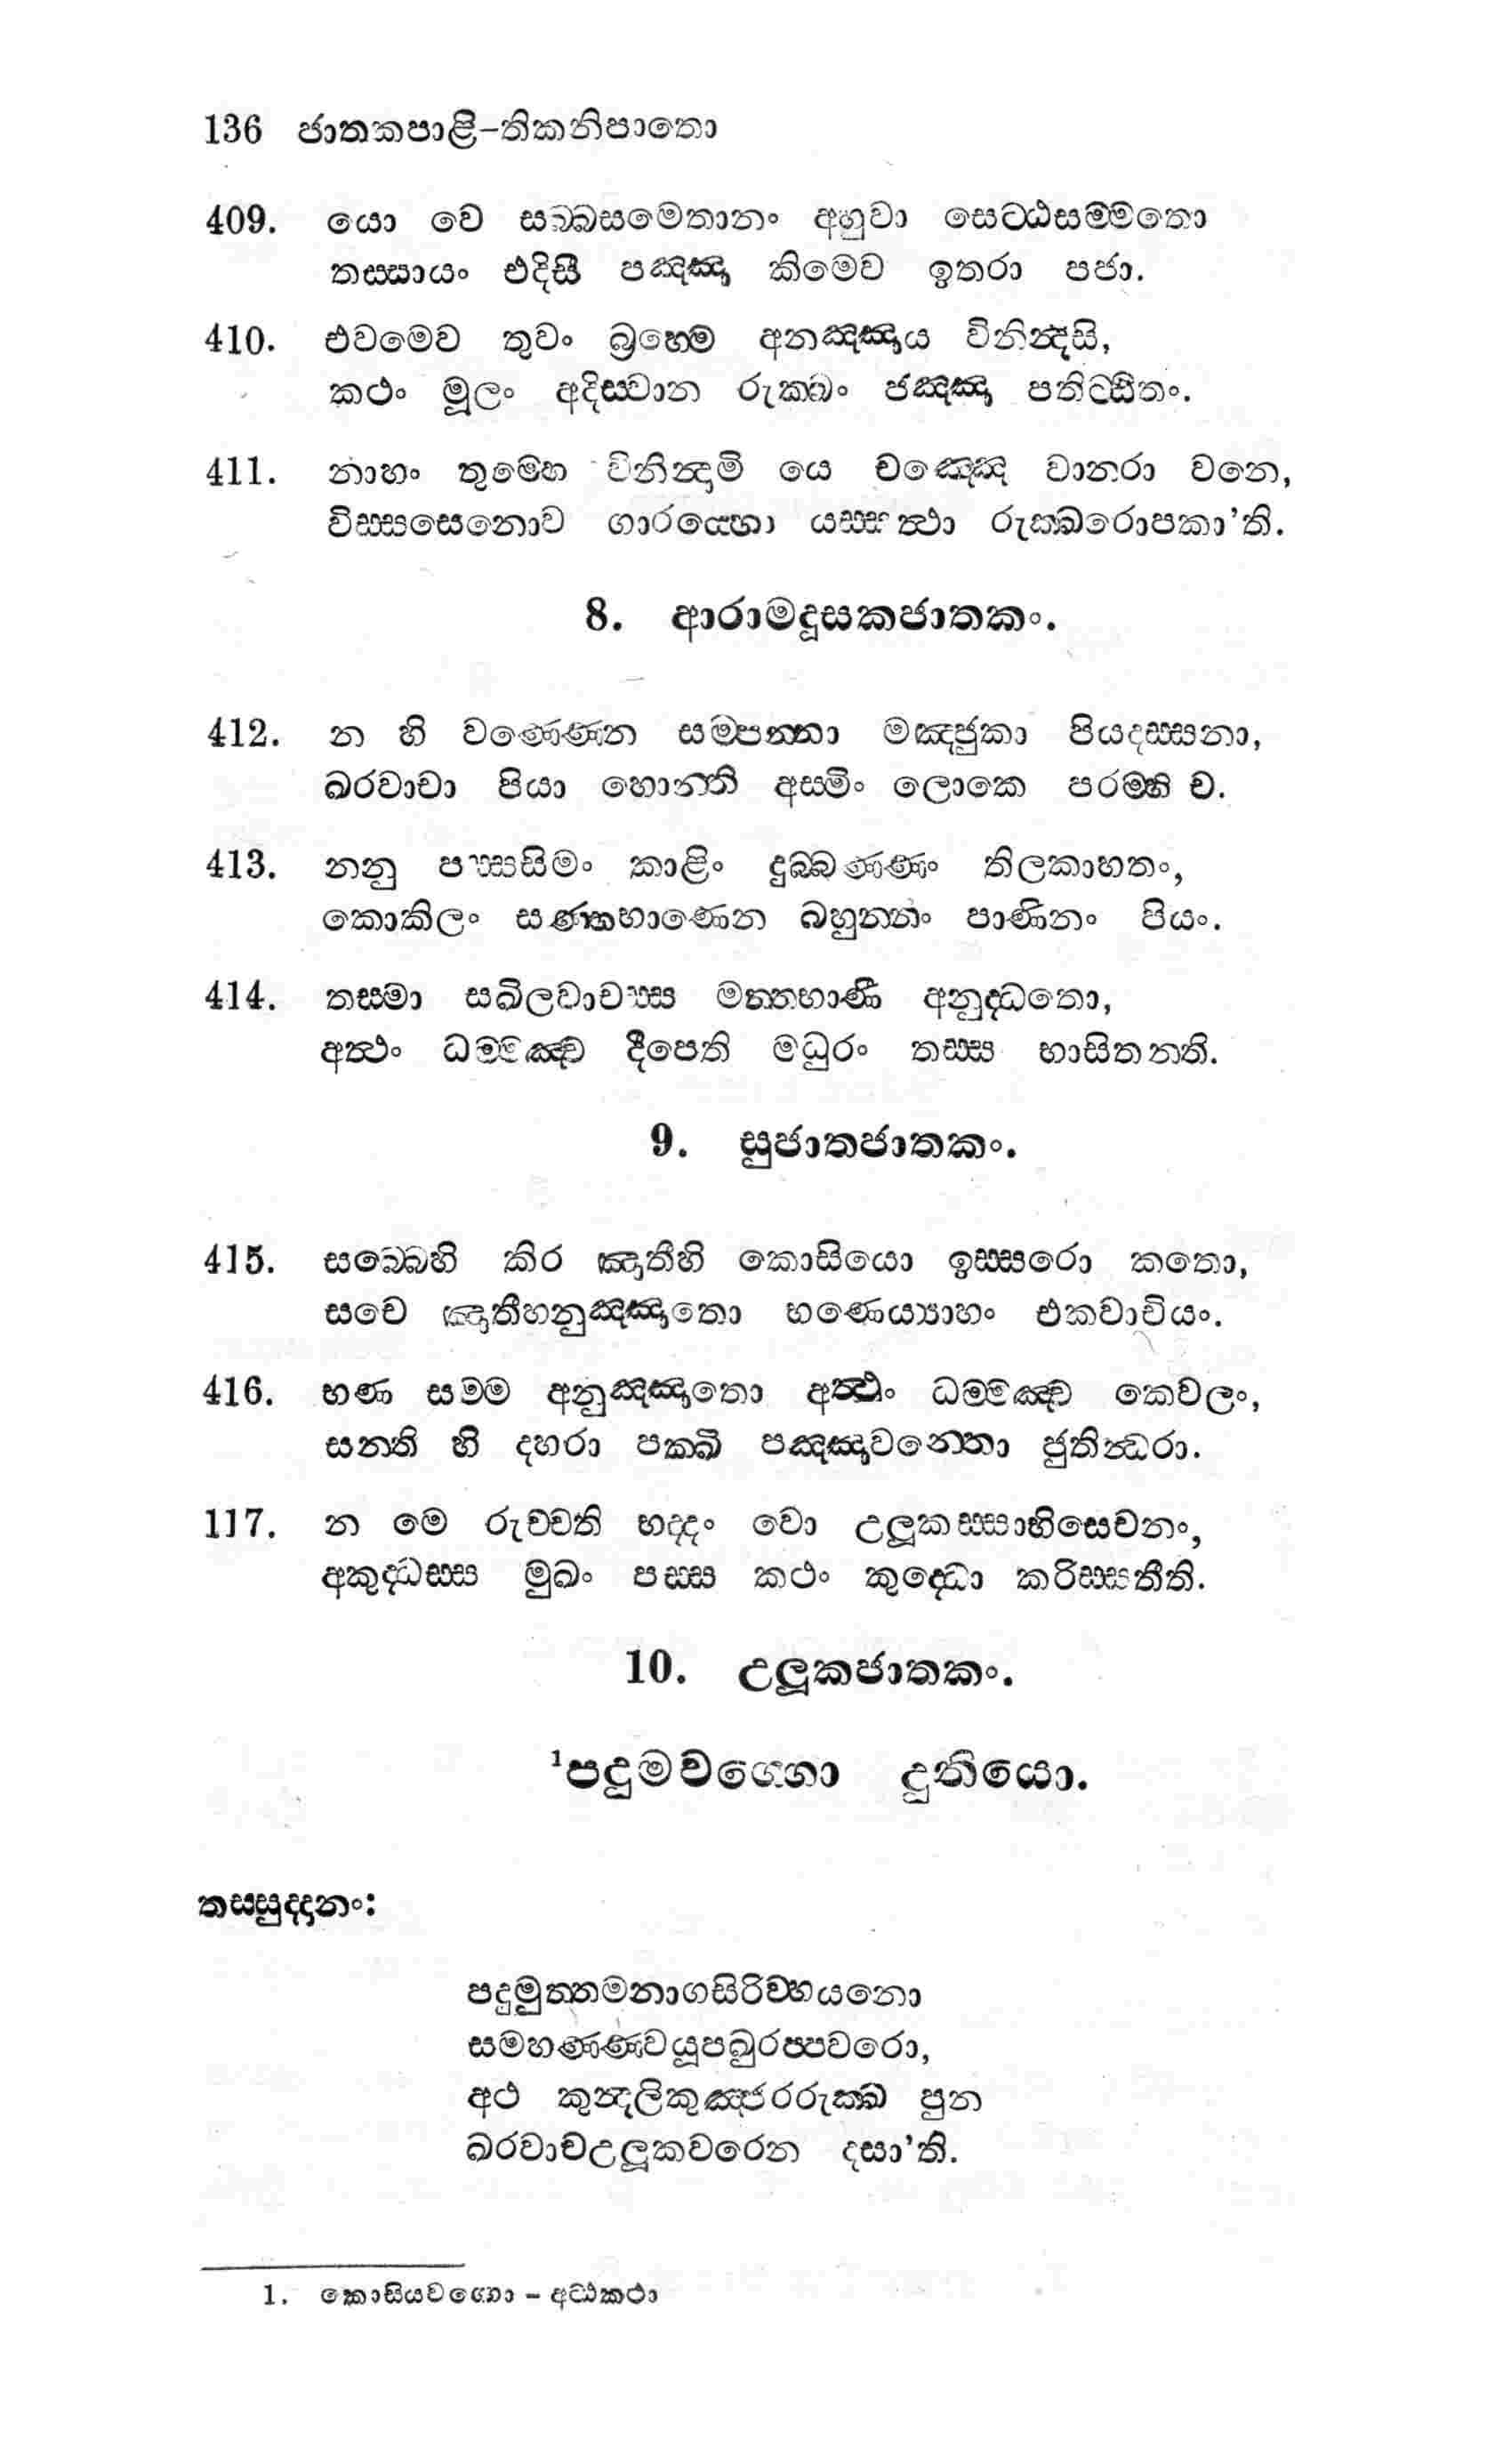 136 ජාතකපාළි-තිකනිපාතො
409. යො වෙ සබ්බසමෙතානං අහුවා සෙට්ඨසම්මතො
තස්සායං එදිසී පඤ්ඤා කිමෙව ඉතරා පජා.
410. එවමෙව තුවං බ්‍රහ්මෙ අනඤ්ඤාය විනින්දසි,
කථං මූලං අදිස්වාන රුක්ඛං ජඤ්ඤා පතිට්ඨිතං.
411. නාහං තුම්හෙ විනින්දාමි යෙ චඤ්ඤෙ වානරා වනෙ,
විස්සසෙනොව ගාරය්හො යස්සත්ථා රුක්ඛරොපකා'ති.
8. ආරාමදූසකජාතකං.
412. න හි වණ්ණෙන සම්පන්නා මඤ්ජුකා පියදස්සනා,
ඛරවාචා පියා හොන්ති අස්මිං ලොකෙ පරම්හි ච.
413. නනු පස්සසිමං කාළිං දුබ්බණ්ණං තිලකාහතං,
කොකිලං සණ්හභාණෙන බහුන්නං පාණිනං පියං.
414. තස්මා සඛිලවාචස්ස මන්තභාණී අනුද්ධතො,
අත්ථං ධම්මඤ්ච දීපෙති මධුරං තස්ස භාසිතන්ති.
9. සුජාතජාතකං.
415. සබ්බෙහි කිර ඤාතීහි කොසියො ඉස්සරො කතො,
සචෙ ඤාතීහනුඤ්ඤාතො භණෙය්‍යාහං එකවාචියං.
416. භණ සම්ම අනුඤ්ඤාතො අත්ථං ධම්මඤ්ච කෙවලං,
සන්ති හි දහරා පක්ඛී පඤ්ඤවන්තො ජුතින්ධරා.
117. න මෙ රුච්චති භද්දං වො උලූකස්සාභිසෙචනං,
අකුද්ධස්ස මුඛං පස්ස කථං කුද්ධො කරිස්සතීති.
10. උලූකජාතකං.
¹පදුමවග්ගො දුතියො.
තස්සුද්දානං:
පදුමුත්තමනාගසිරිව්හයනො
සමහණ්ණවයූපඛුරප්පවරො,
අථ කුන්දලිකුඤ්ජරරුක්ඛ පුන
ඛරවාචඋලූකවරෙන දසා'ති.
1. කොසියවග්ගො - අට්ඨකථා